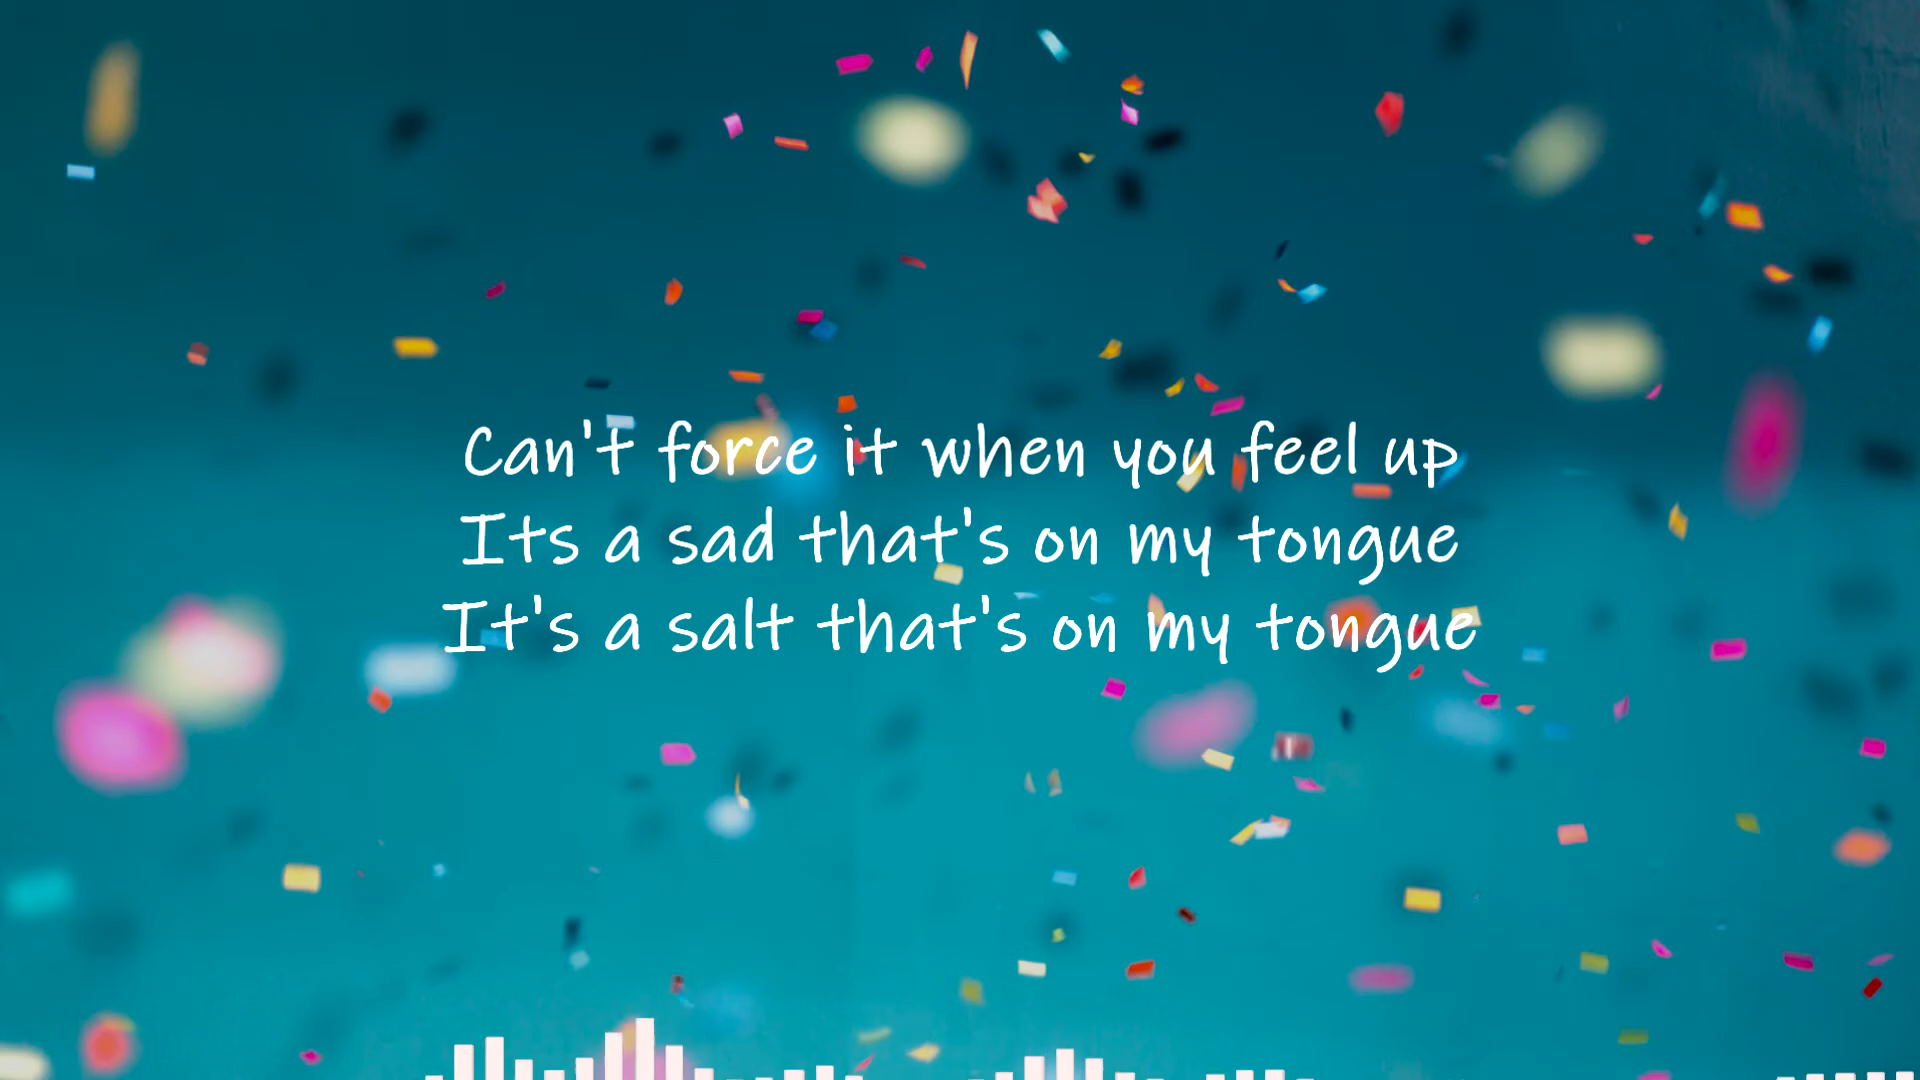 Can't force it when you feel up
Its a sad that's on my tongue
It's a salt that's on my tongue